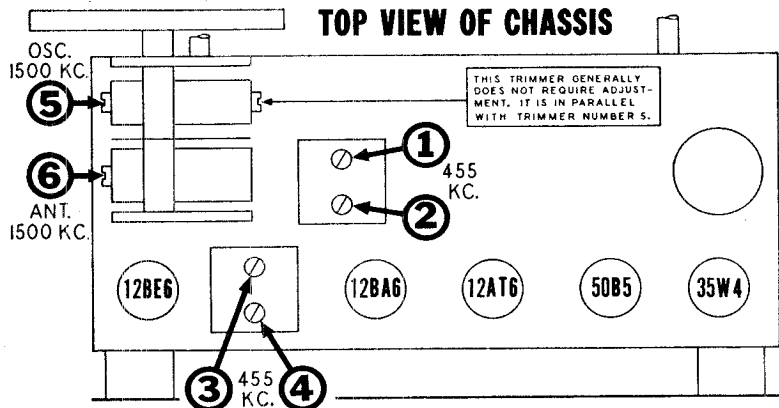 TOP VIEW OF CHASSIS
OSC.
1500 KC.
5
THIS TRIMMER GENERALLY
DOES NOT REQUIRE ADJUST-
MENT. IT IS IN PARALLEL
WITH TRIMMER NUMBER 5.
1
455
KC.
2
6
ANT.
1500 KC.
12BE6
12BA6
12AT6
50B5
35W4
3
455
KC.
4